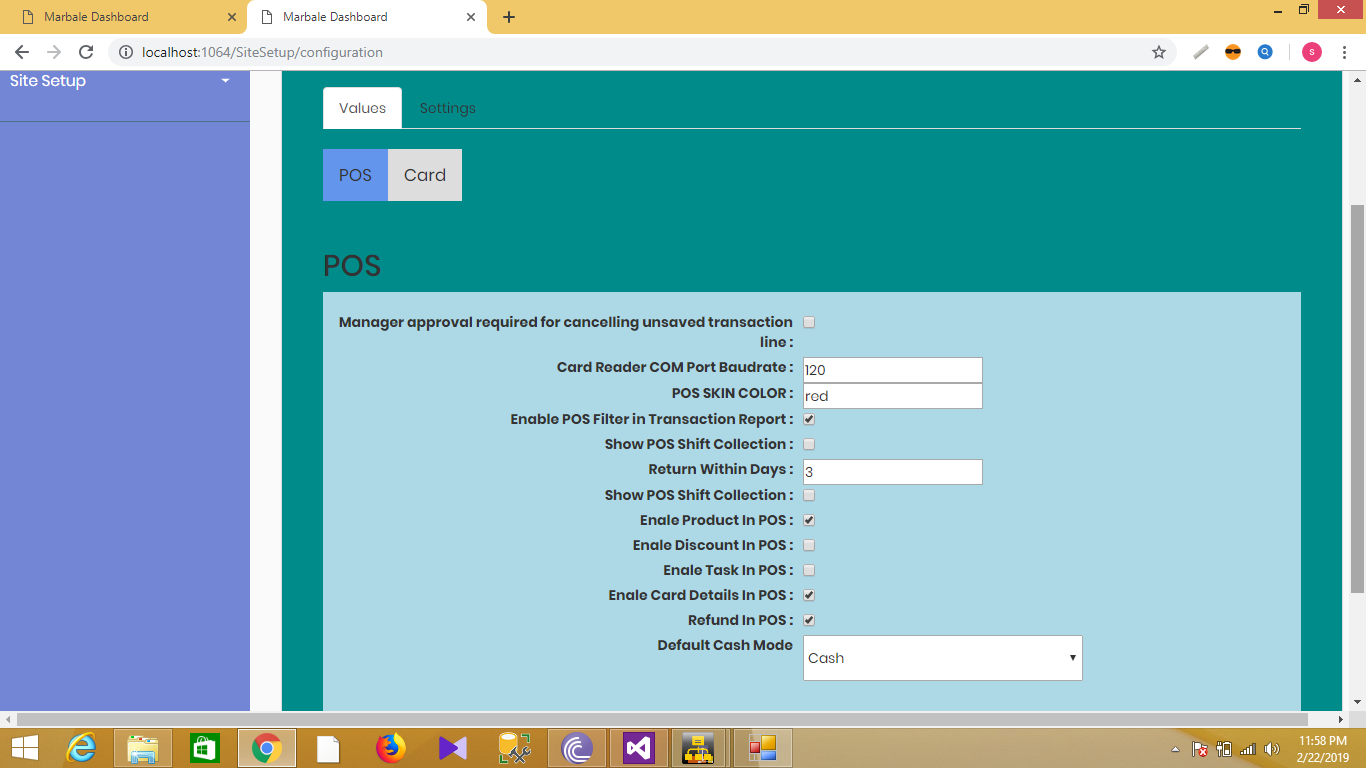 Marbale Dashboard
Marbale Dashboard
localhost:1064/SiteSetup/configuration
s
Site Setup
Values
Settings
POS
Card
POS
Manager approval required for cancelling unsaved transaction
line :
Card Reader COM Port Baudrate :
120
POS SKIN COLOR :
red
Enable POS Filter in Transaction Report :
Show POS Shift Collection :
Return Within Days :
3
Show POS Shift Collection :
Enale Product In POS :
Enale Discount In POS :
Enale Task In POS :
Enale Card Details In POS :
Refund In POS :
Default Cash Mode
Cash
11:58 PM
2/22/2019